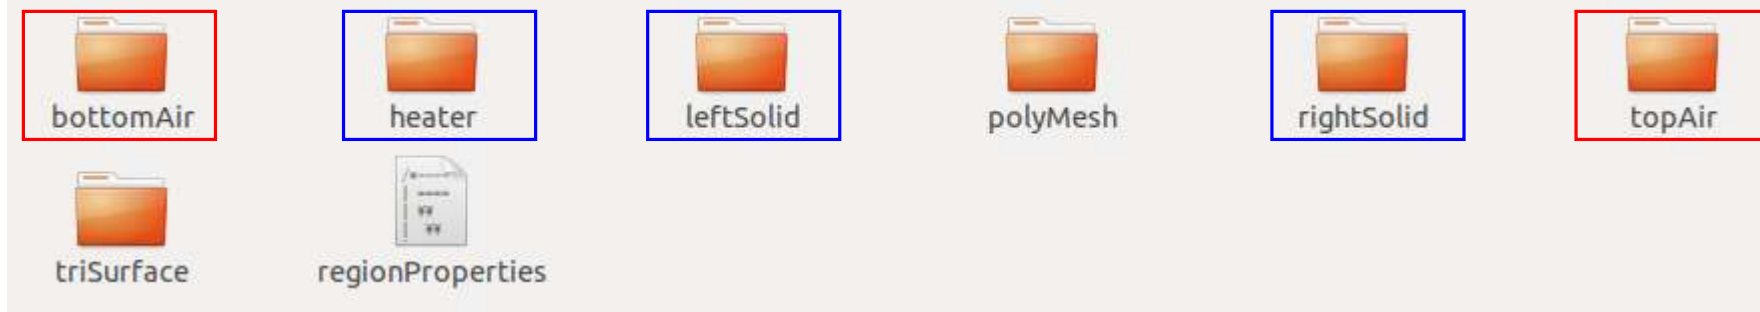 bottomAir heater leftSolid polyMesh rightSolid topAir
triSurface regionProperties